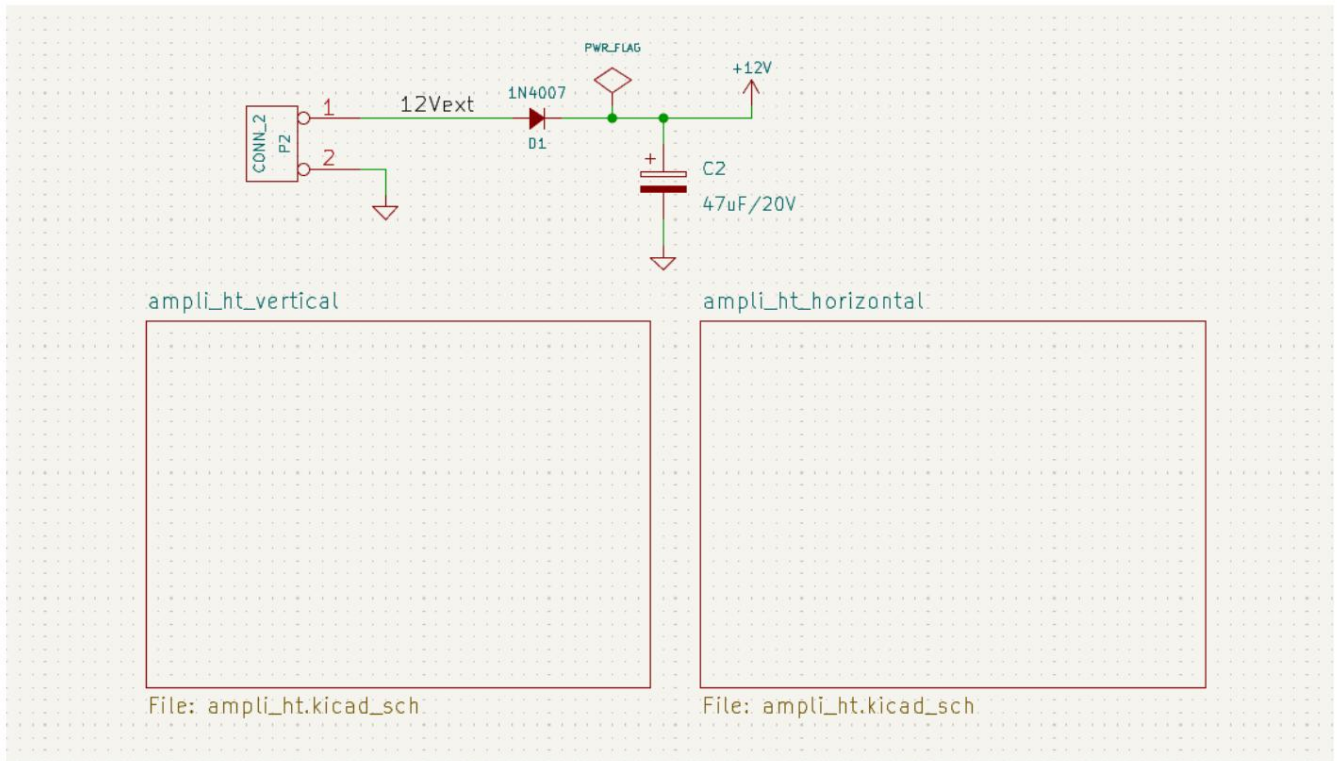 PWR_FLAG
+12V
1N4007
12Vext
1
CONN_2
P2
D1
2
+
C2
47uF/20V
ampli_ht_vertical
ampli_ht_horizontal
File: ampli_ht.kicad_sch
File: ampli_ht.kicad_sch